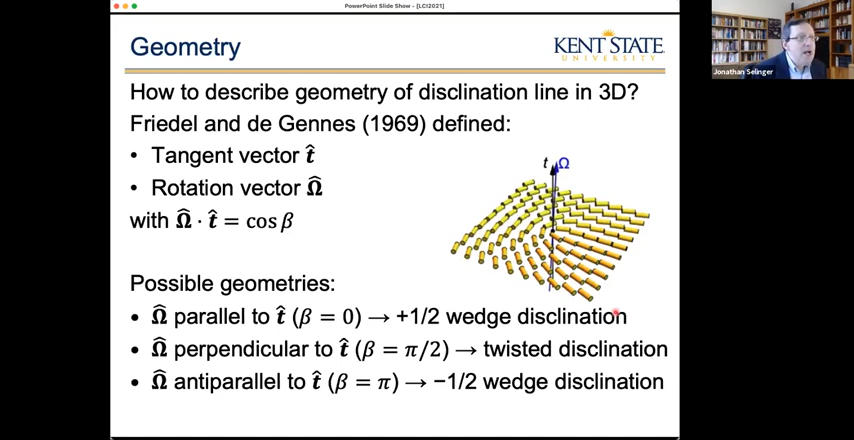 PowerPoint Slide Show - [LCI2021]
Geometry
KENT STATE
UNIVERSITY
Jonathan Selinger
How to describe geometry of disclination line in 3D?
Friedel and de Gennes (1969) defined:
• Tangent vector t̂
• Rotation vector Ω̂
with Ω̂ · t̂ = cos β
t Ω
Possible geometries:
• Ω̂ parallel to t̂ (β = 0) → +1/2 wedge disclination
• Ω̂ perpendicular to t̂ (β = π/2) → twisted disclination
• Ω̂ antiparallel to t̂ (β = π) → −1/2 wedge disclination